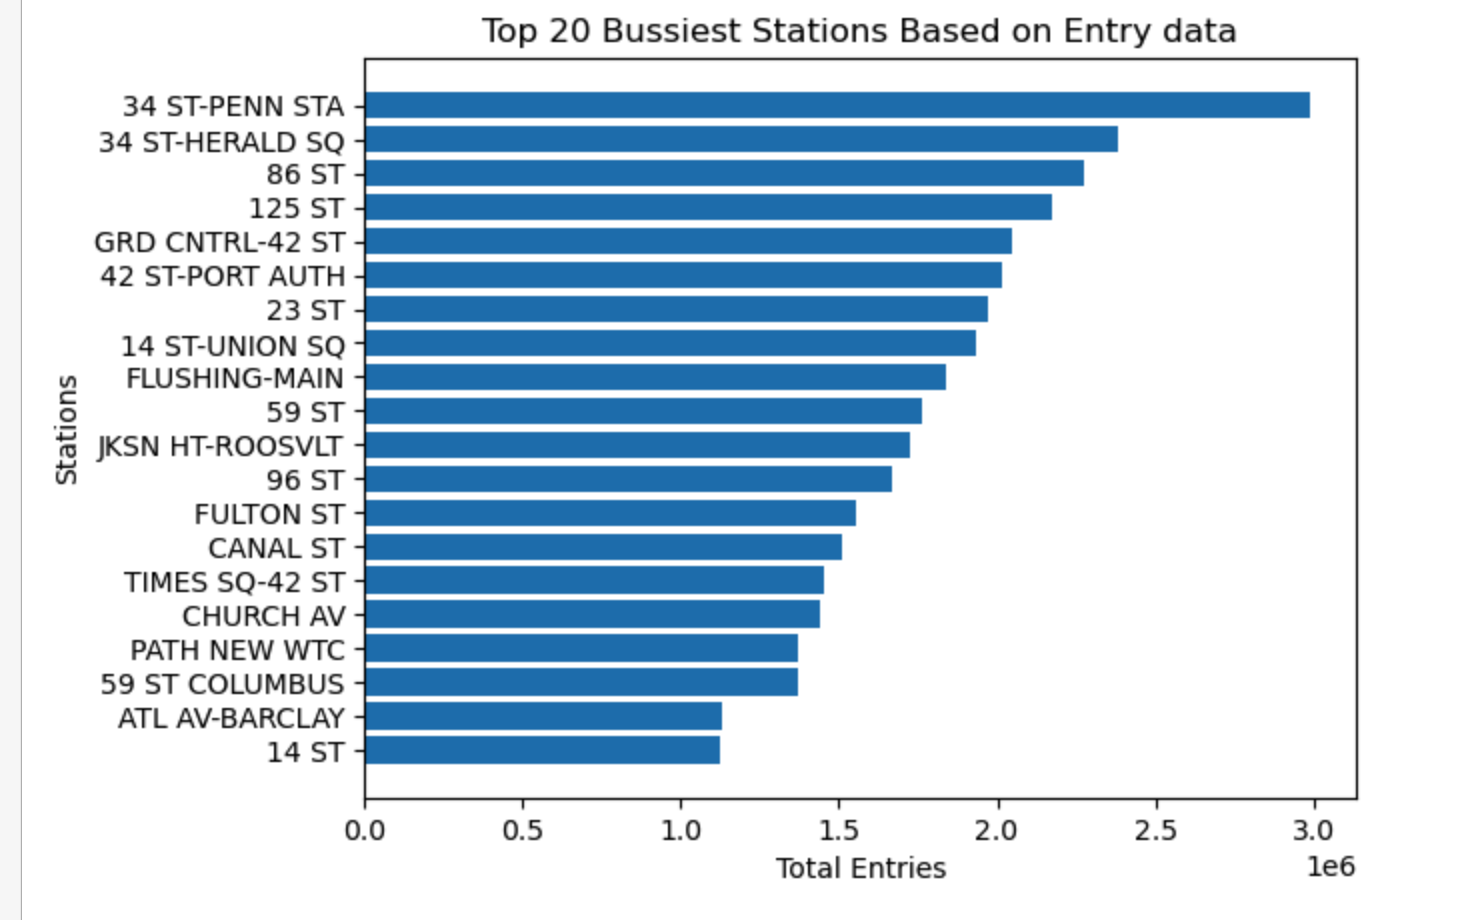 Top 20 Bussiest Stations Based on Entry data
34 ST-PENN STA
34 ST-HERALD SQ
86 ST
125 ST
GRD CNTRL-42 ST
42 ST-PORT AUTH
23 ST
14 ST-UNION SQ
FLUSHING-MAIN
59 ST
JKSN HT-ROOSVLT
96 ST
FULTON ST
CANAL ST
TIMES SQ-42 ST
CHURCH AV
PATH NEW WTC
59 ST COLUMBUS
ATL AV-BARCLAY
14 ST
Stations
0.0 0.5 1.0 1.5 2.0 2.5 3.0
Total Entries
1e6